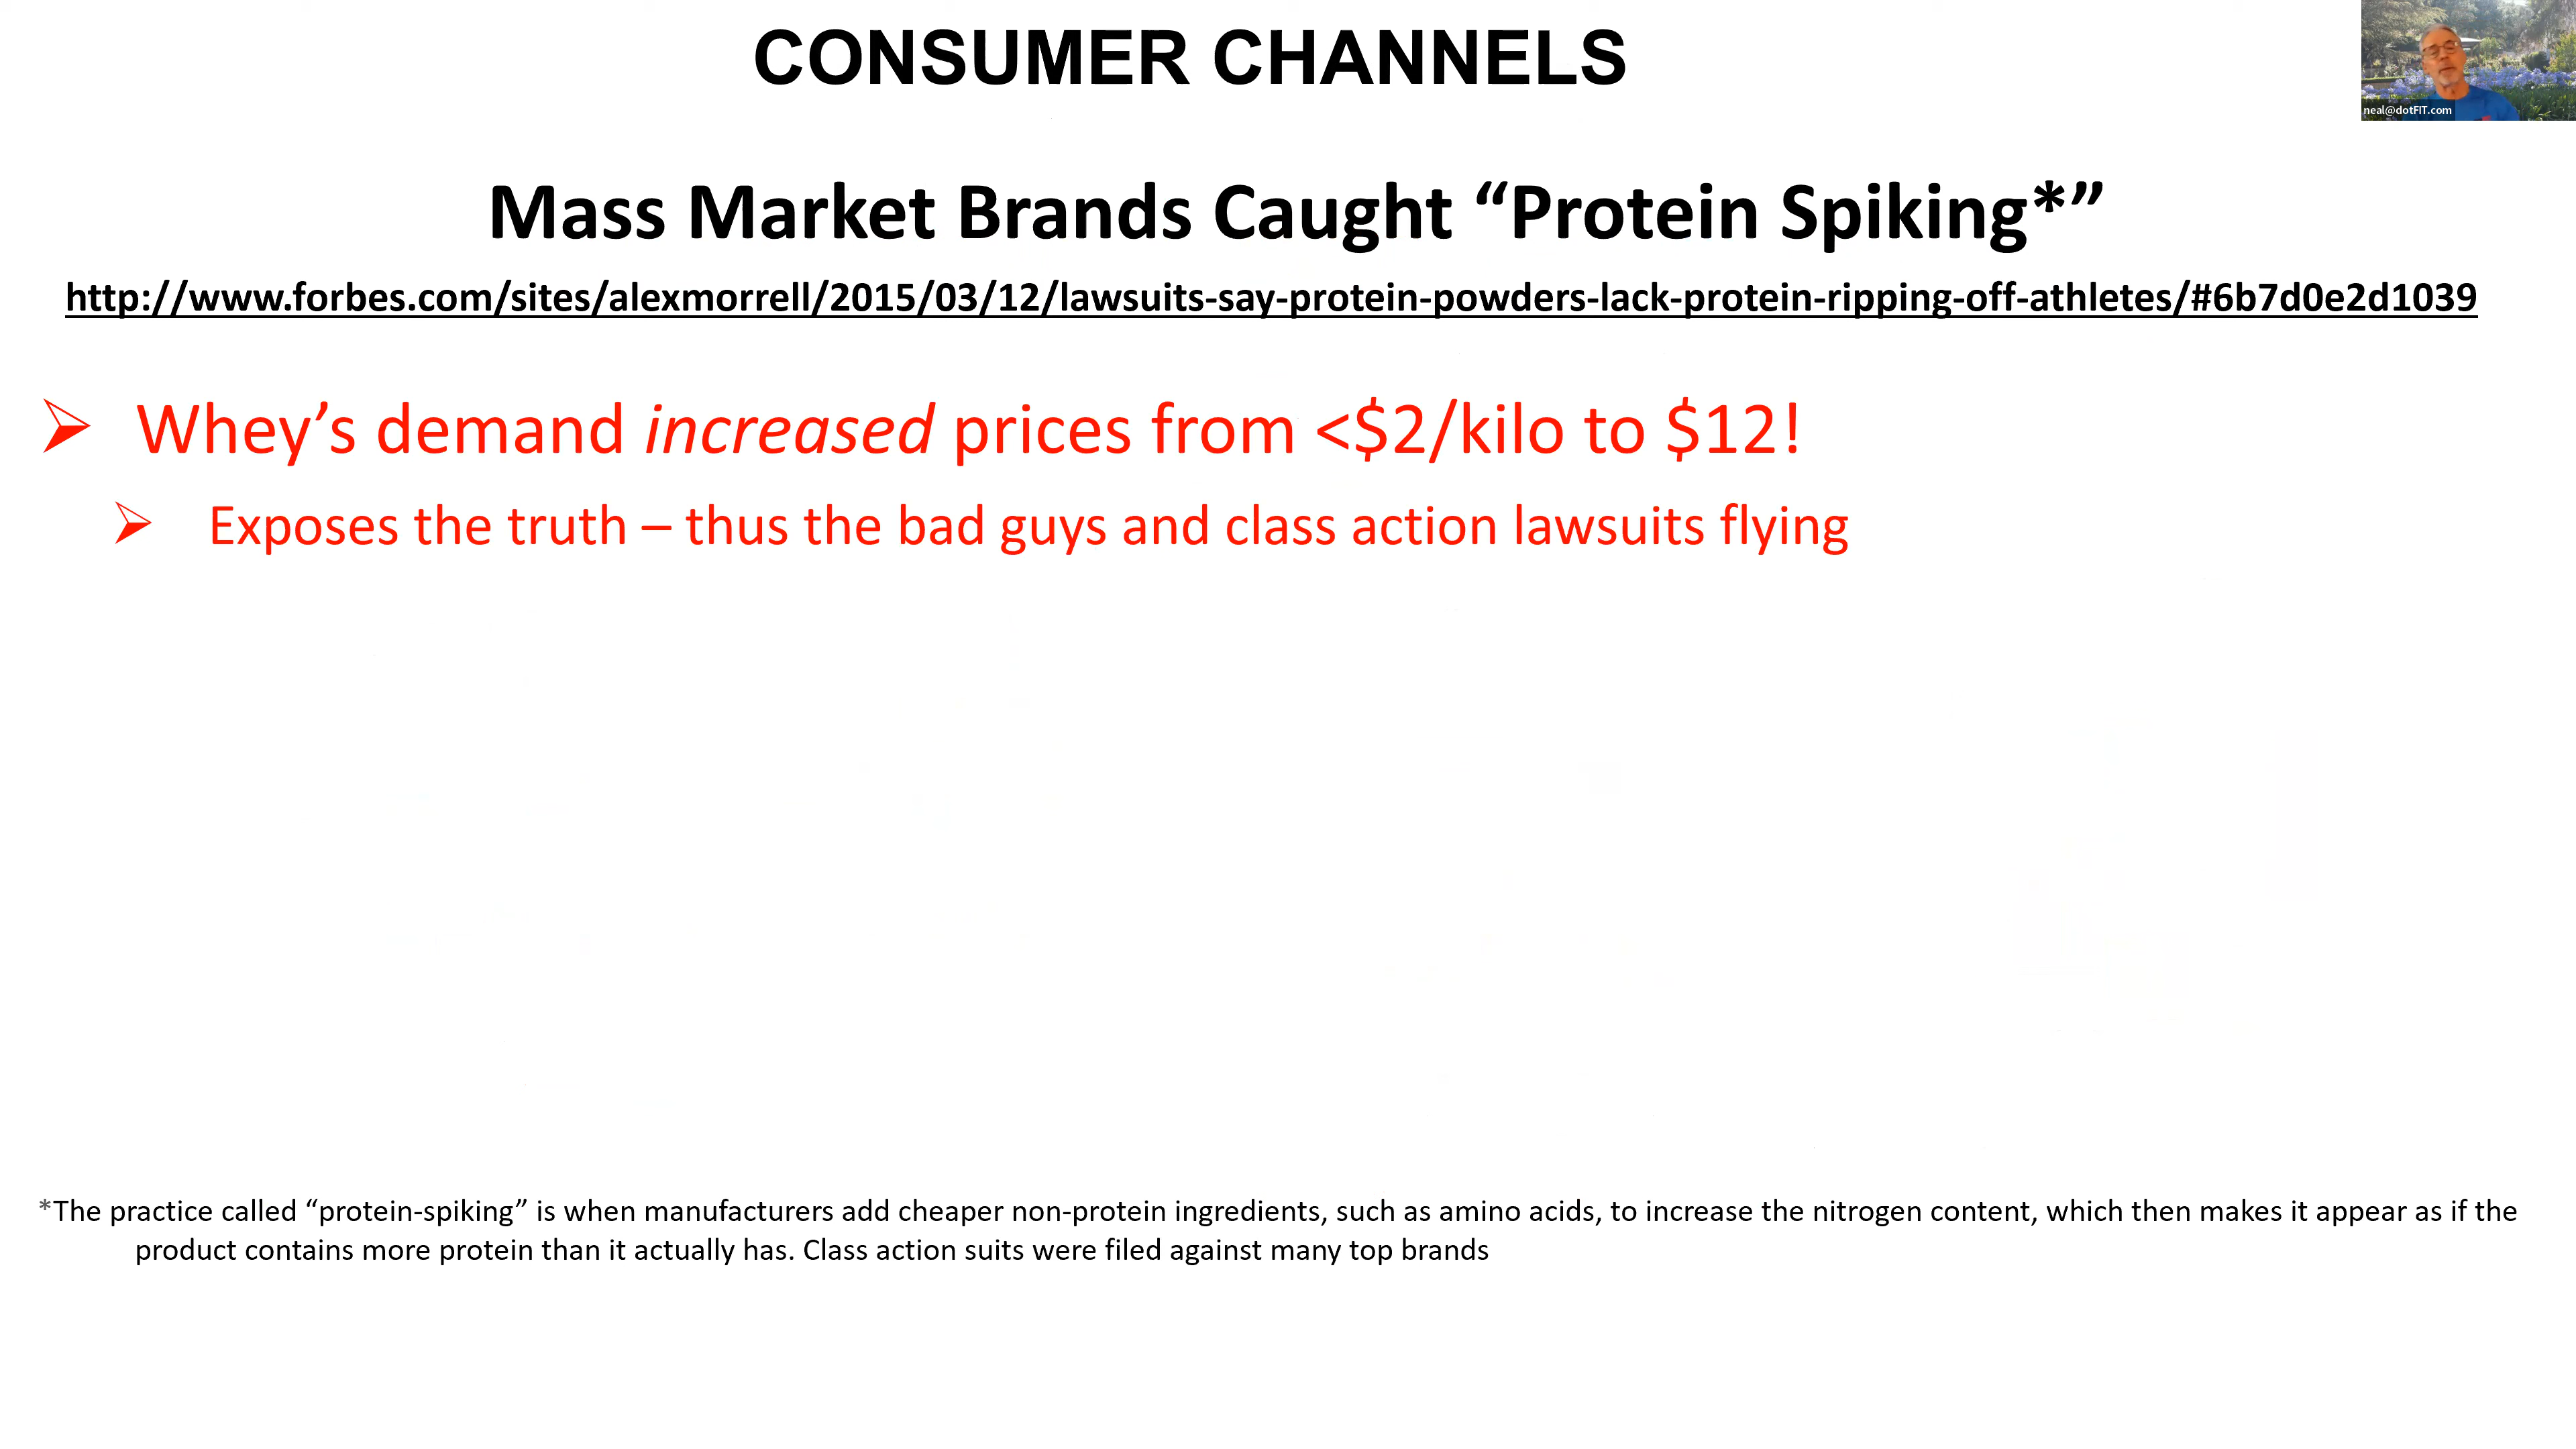 CONSUMER CHANNELS
neal@dotFIT.com
Mass Market Brands Caught “Protein Spiking*”
http://www.forbes.com/sites/alexmorrell/2015/03/12/lawsuits-say-protein-powders-lack-protein-ripping-off-athletes/#6b7d0e2d1039
➢ Whey’s demand increased prices from <$2/kilo to $12!
➢ Exposes the truth – thus the bad guys and class action lawsuits flying
*The practice called “protein-spiking” is when manufacturers add cheaper non-protein ingredients, such as amino acids, to increase the nitrogen content, which then makes it appear as if the
product contains more protein than it actually has. Class action suits were filed against many top brands